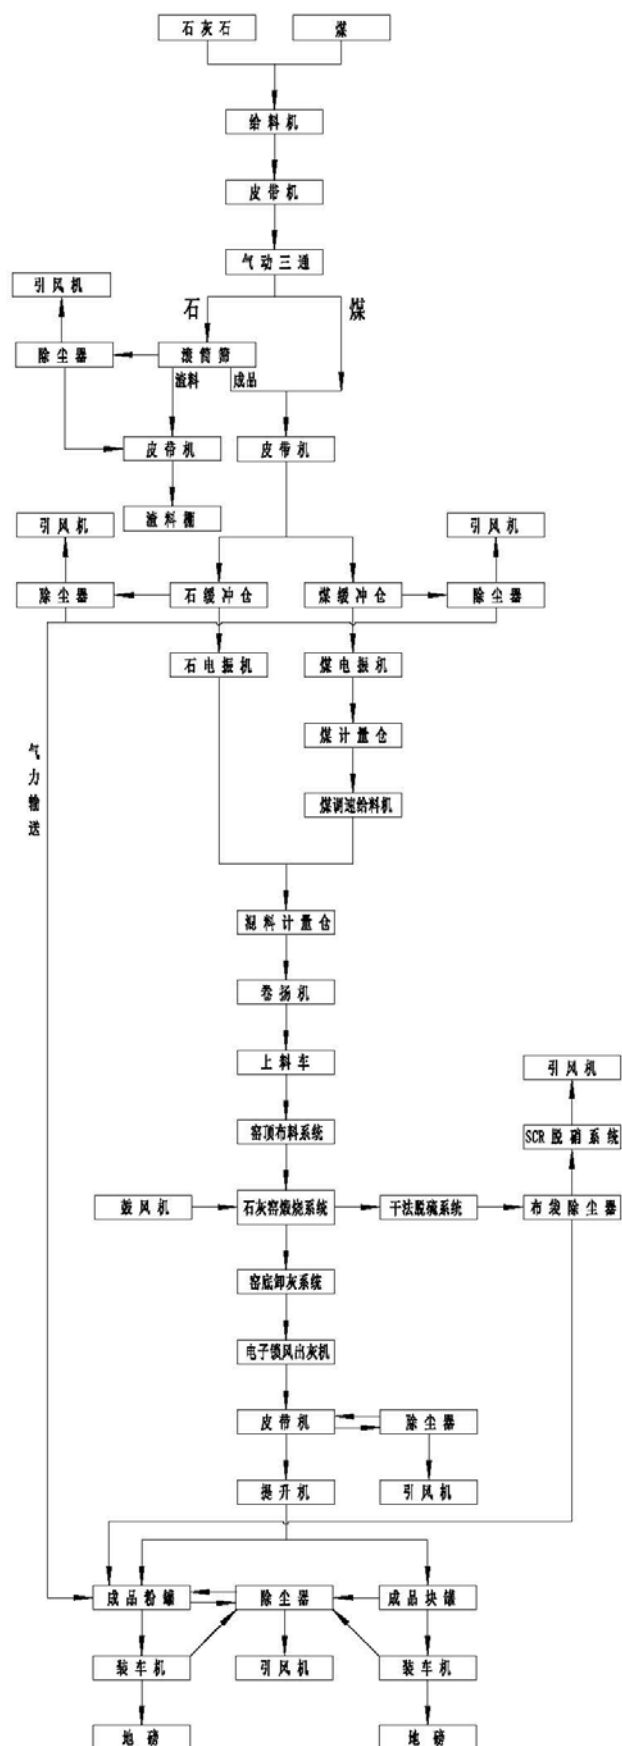 石灰石
煤
给料机
皮带机
气动三通
石
煤
引风机
除尘器
滚筒筛
渣料
成品
皮带机
皮带机
渣料棚
引风机
引风机
除尘器
石缓冲仓
煤缓冲仓
除尘器
石电振机
煤电振机
煤计量仓
气力输送
煤调速给料机
混料计量仓
卷扬机
上料车
引风机
窑顶布料系统
SCR脱硝系统
鼓风机
石灰窑煅烧系统
干法脱硫系统
布袋除尘器
窑底卸灰系统
电子锁风出灰机
皮带机
除尘器
提升机
引风机
成品粉罐
除尘器
成品块罐
装车机
引风机
装车机
地磅
地磅